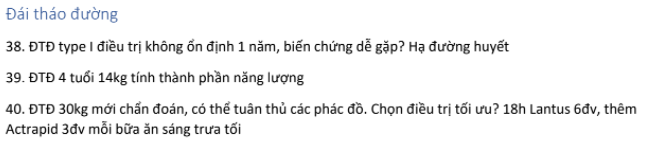 Đái tháo đường
38. ĐTĐ type I điều trị không ổn định 1 năm, biến chứng dễ gặp? Hạ đường huyết
39. ĐTĐ 4 tuổi 14kg tính thành phần năng lượng
40. ĐTĐ 30kg mới chẩn đoán, có thể tuân thủ các phác đồ. Chọn điều trị tối ưu? 18h Lantus 6đv, thêm
Actrapid 3đv mỗi bữa ăn sáng trưa tối